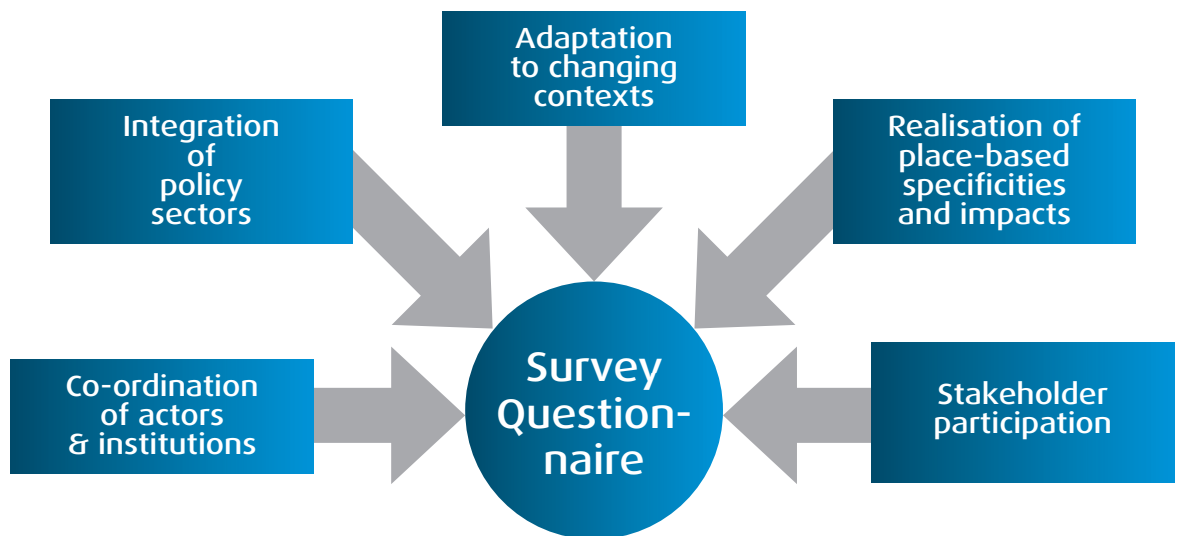 Adaptation
to changing
contexts
Integration
of
policy
sectors
Realisation of
place-based
specificities
and impacts
Co-ordination
of actors
& institutions
Survey
Question-
naire
Stakeholder
participation